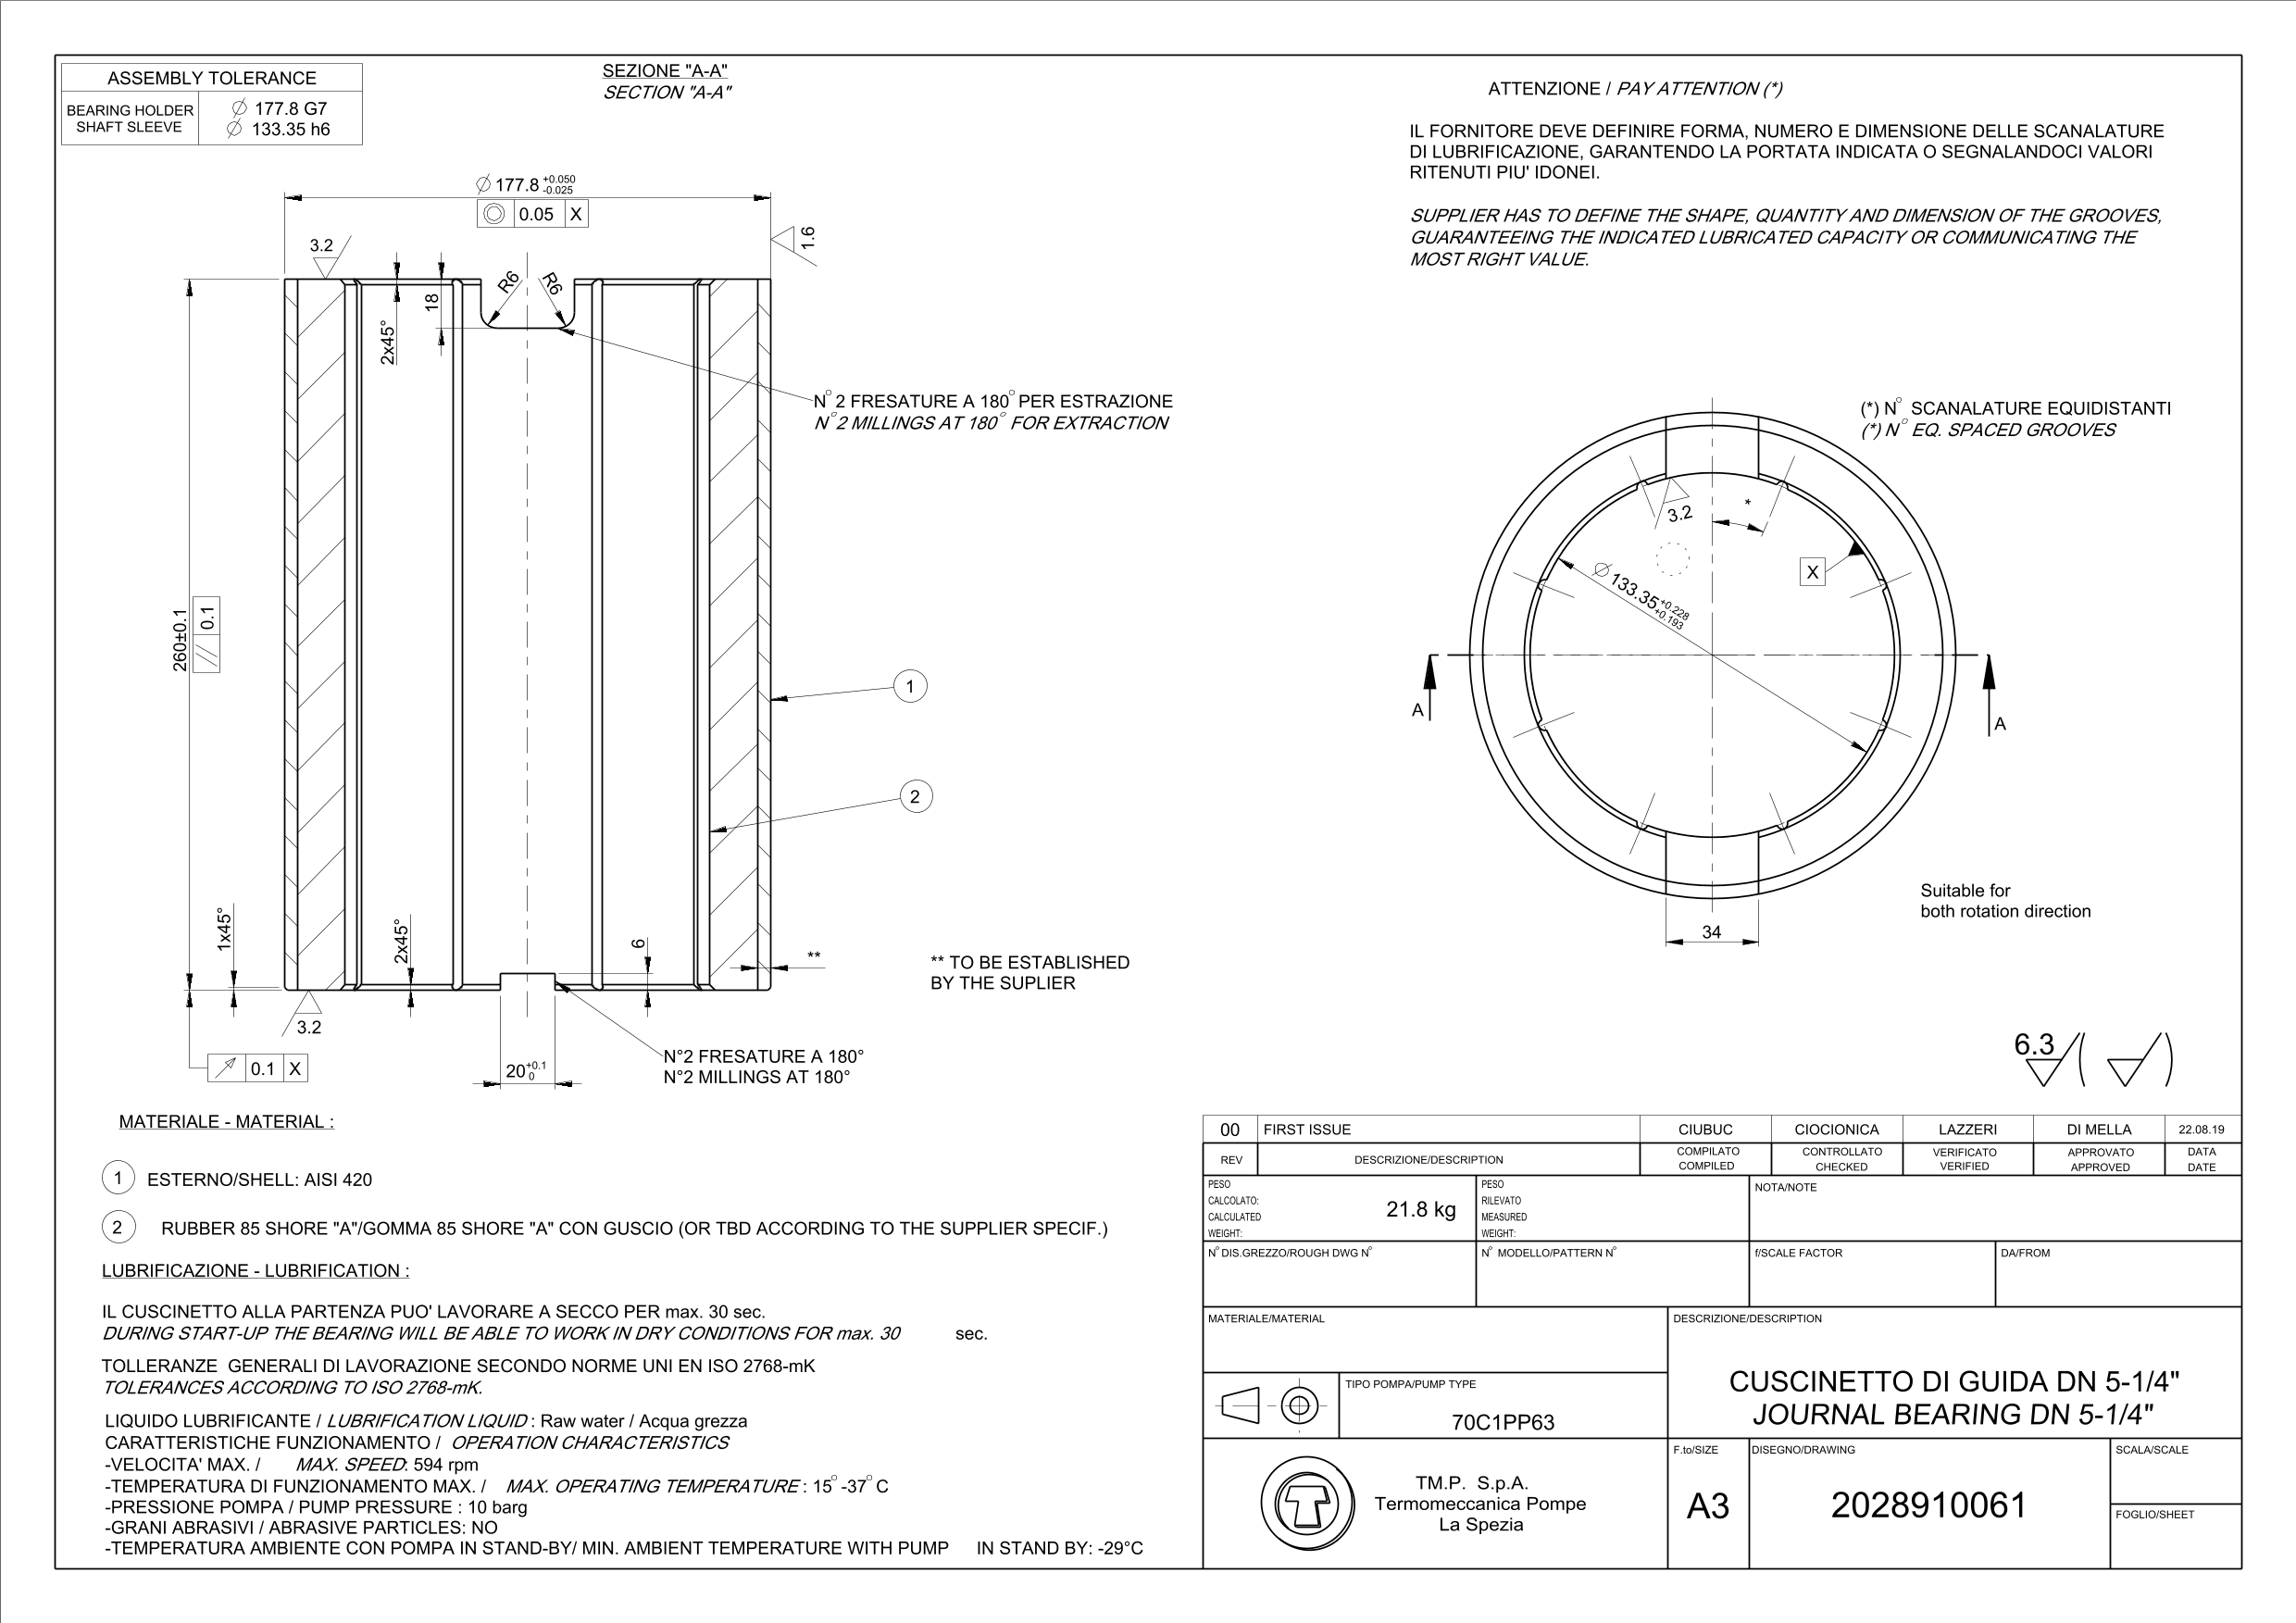 ASSEMBLY TOLERANCE
BEARING HOLDER
SHAFT SLEEVE
∅ 177.8 G7
∅ 133.35 h6
SEZIONE "A-A"
SECTION "A-A"
ATTENZIONE / PAY ATTENTION (*)
IL FORNITORE DEVE DEFINIRE FORMA, NUMERO E DIMENSIONE DELLE SCANALATURE
DI LUBRIFICAZIONE, GARANTENDO LA PORTATA INDICATA O SEGNALANDOCI VALORI
RITENUTI PIU' IDONEI.
SUPPLIER HAS TO DEFINE THE SHAPE, QUANTITY AND DIMENSION OF THE GROOVES,
GUARANTEEING THE INDICATED LUBRICATED CAPACITY OR COMMUNICATING THE
MOST RIGHT VALUE.
∅ 177.8 +0.050 -0.025
0.05 X
3.2
1.6
2x45°
18
R6
R6
N° 2 FRESATURE A 180° PER ESTRAZIONE
N° 2 MILLINGS AT 180° FOR EXTRACTION
260±0.1
0.1
1
2
1x45°
2x45°
6
**
** TO BE ESTABLISHED
BY THE SUPLIER
3.2
0.1 X
20 +0.1 0
N°2 FRESATURE A 180°
N°2 MILLINGS AT 180°
(*) N° SCANALATURE EQUIDISTANTI
(*) N° EQ. SPACED GROOVES
3.2
*
X
∅ 133.35 +0.228 +0.193
A
A
34
Suitable for
both rotation direction
6.3
MATERIALE - MATERIAL :
1 ESTERNO/SHELL: AISI 420
2 RUBBER 85 SHORE "A"/GOMMA 85 SHORE "A" CON GUSCIO (OR TBD ACCORDING TO THE SUPPLIER SPECIF.)
LUBRIFICAZIONE - LUBRIFICATION :
IL CUSCINETTO ALLA PARTENZA PUO' LAVORARE A SECCO PER max. 30 sec.
DURING START-UP THE BEARING WILL BE ABLE TO WORK IN DRY CONDITIONS FOR max. 30 sec.
TOLLERANZE GENERALI DI LAVORAZIONE SECONDO NORME UNI EN ISO 2768-mK
TOLERANCES ACCORDING TO ISO 2768-mK.
LIQUIDO LUBRIFICANTE / LUBRIFICATION LIQUID : Raw water / Acqua grezza
CARATTERISTICHE FUNZIONAMENTO / OPERATION CHARACTERISTICS
-VELOCITA' MAX. / MAX. SPEED: 594 rpm
-TEMPERATURA DI FUNZIONAMENTO MAX. / MAX. OPERATING TEMPERATURE : 15° -37° C
-PRESSIONE POMPA / PUMP PRESSURE : 10 barg
-GRANI ABRASIVI / ABRASIVE PARTICLES: NO
-TEMPERATURA AMBIENTE CON POMPA IN STAND-BY/ MIN. AMBIENT TEMPERATURE WITH PUMP IN STAND BY: -29°C
00 FIRST ISSUE CIUBUC CIOCIONICA LAZZERI DI MELLA 22.08.19
REV DESCRIZIONE/DESCRIPTION COMPILATO CONTROLLATO VERIFICATO APPROVATO DATA
COMPILED CHECKED VERIFIED APPROVED DATE
PESO
CALCOLATO:
CALCULATED
WEIGHT:
21.8 kg
PESO
RILEVATO
MEASURED
WEIGHT:
NOTA/NOTE
N° DIS.GREZZO/ROUGH DWG N°
N° MODELLO/PATTERN N°
f/SCALE FACTOR
DA/FROM
MATERIALE/MATERIAL
DESCRIZIONE/DESCRIPTION
CUSCINETTO DI GUIDA DN 5-1/4"
JOURNAL BEARING DN 5-1/4"
TIPO POMPA/PUMP TYPE
70C1PP63
TM.P. S.p.A.
Termomeccanica Pompe
La Spezia
F.to/SIZE
A3
DISEGNO/DRAWING
2028910061
SCALA/SCALE
FOGLIO/SHEET